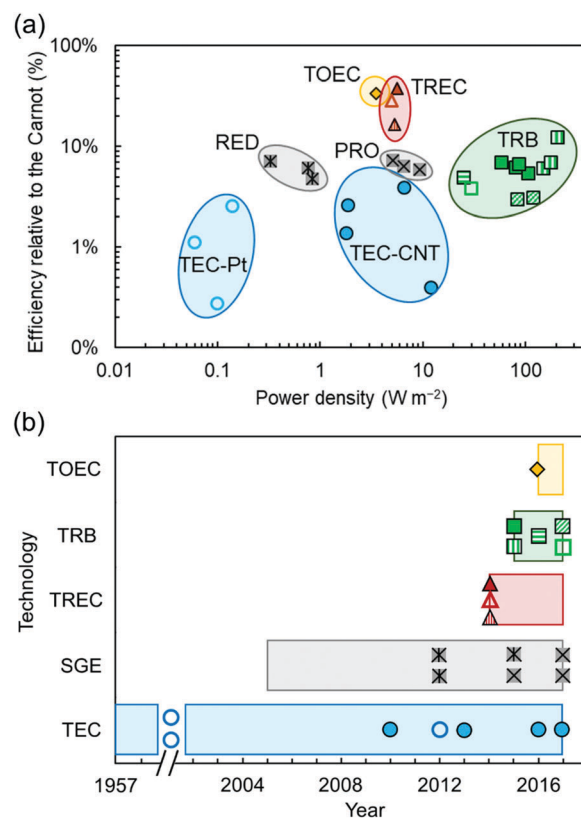 (a)
100%
10%
1%
0%
Efficiency relative to the Carnot (%)
TOEC
TREC
RED
PRO
TRB
TEC-Pt
TEC-CNT
0.01
0.1
1
10
100
Power density (W m⁻²)
(b)
Technology
TOEC
TRB
TREC
SGE
TEC
1957
2004
2008
2012
2016
Year